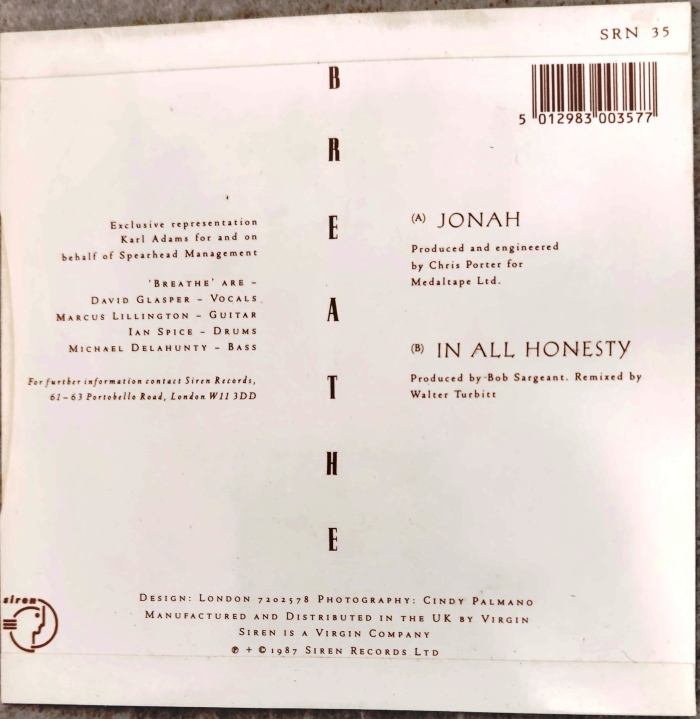 SRN 35
5 012983 003577
B
R
E
A
T
H
E
Exclusive representation
Karl Adams for and on
behalf of Spearhead Management
'BREATHE' ARE –
DAVID GLASPER – VOCALS
MARCUS LILLINGTON – GUITAR
IAN SPICE – DRUMS
MICHAEL DELAHUNTY – BASS
For further information contact Siren Records,
61–63 Portobello Road, London W11 3DD
(A) JONAH
Produced and engineered
by Chris Porter for
Medaltape Ltd.
(B) IN ALL HONESTY
Produced by Bob Sargeant. Remixed by
Walter Turbitt
siren
DESIGN: LONDON 7202578 PHOTOGRAPHY: CINDY PALMANO
MANUFACTURED AND DISTRIBUTED IN THE UK BY VIRGIN
SIREN IS A VIRGIN COMPANY
℗ + © 1987 SIREN RECORDS LTD